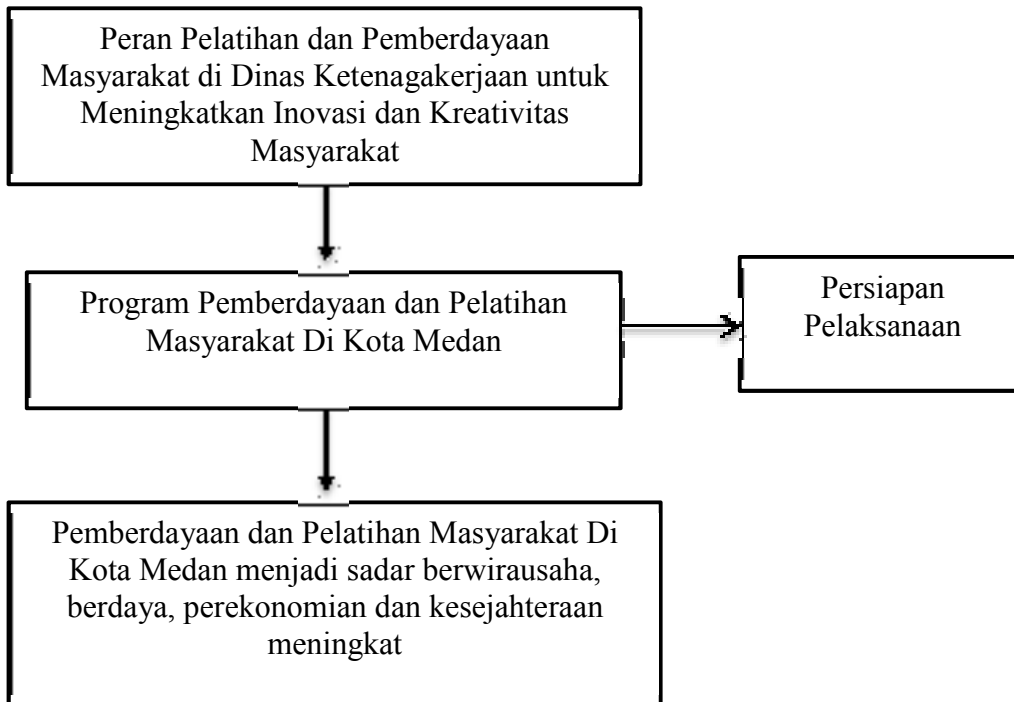 Peran Pelatihan dan Pemberdayaan
Masyarakat di Dinas Ketenagakerjaan untuk
Meningkatkan Inovasi dan Kreativitas
Masyarakat
Program Pemberdayaan dan Pelatihan
Masyarakat Di Kota Medan
Persiapan
Pelaksanaan
Pemberdayaan dan Pelatihan Masyarakat Di
Kota Medan menjadi sadar berwirausaha,
berdaya, perekonomian dan kesejahteraan
meningkat